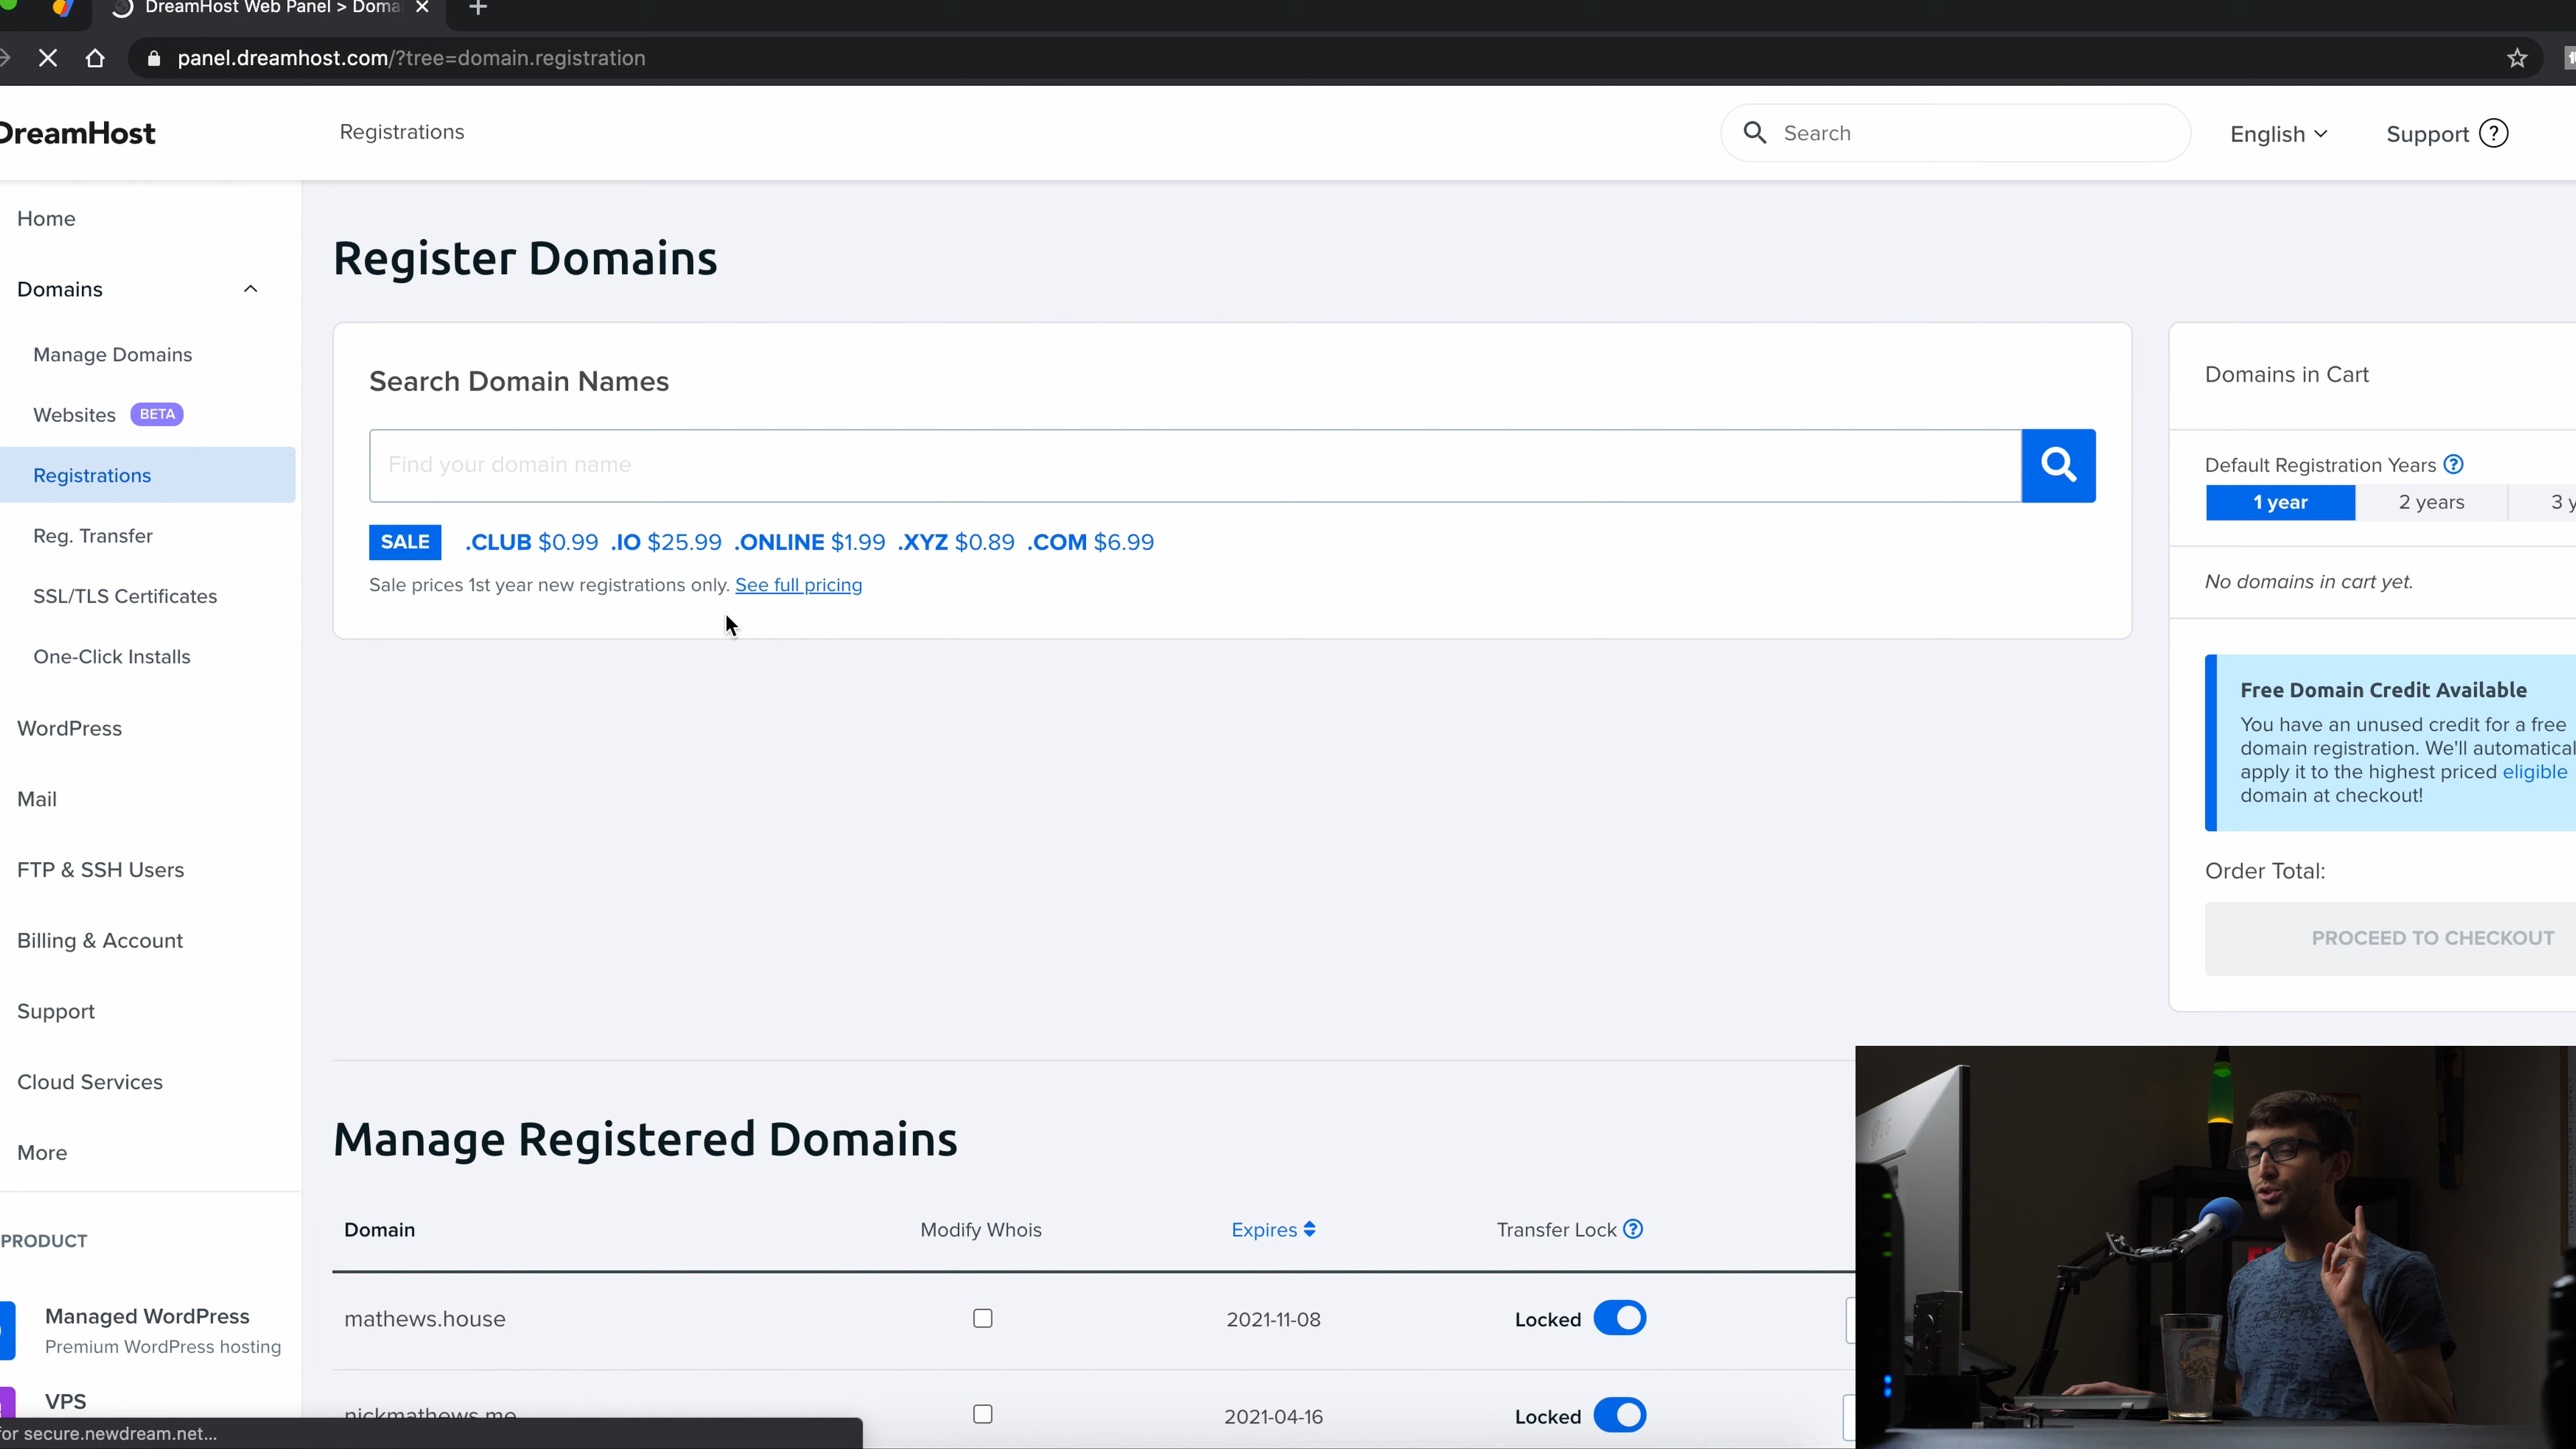 DreamHost Web Panel > Doma
panel.dreamhost.com/?tree=domain.registration
DreamHost
Registrations
Search
English
Support ?
Home
Domains
Manage Domains
Websites BETA
Registrations
Reg. Transfer
SSL/TLS Certificates
One-Click Installs
WordPress
Mail
FTP & SSH Users
Billing & Account
Support
Cloud Services
More
PRODUCT
Managed WordPress
Premium WordPress hosting
VPS
for secure.newdream.net...
Register Domains
Search Domain Names
Find your domain name
SALE .CLUB $0.99 .IO $25.99 .ONLINE $1.99 .XYZ $0.89 .COM $6.99
Sale prices 1st year new registrations only. See full pricing
Domains in Cart
Default Registration Years ?
1 year 2 years 3 y
No domains in cart yet.
Free Domain Credit Available
You have an unused credit for a free
domain registration. We'll automatical
apply it to the highest priced eligible
domain at checkout!
Order Total:
PROCEED TO CHECKOUT
Manage Registered Domains
Domain Modify Whois Expires Transfer Lock ?
mathews.house 2021-11-08 Locked
nickmathews.me 2021-04-16 Locked